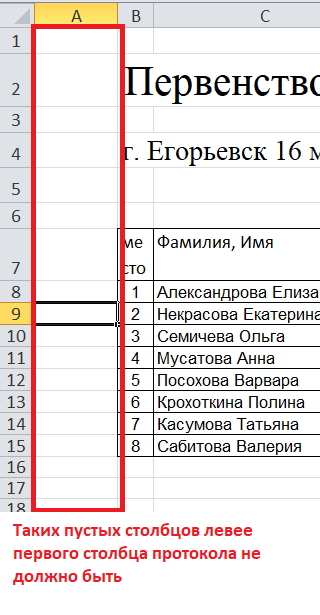 A B C
1
2 Первенство
3
4 г. Егорьевск 16 м
5
6
7 ме сто Фамилия, Имя
8 1 Александрова Елиза
9 2 Некрасова Екатерина
10 3 Семичева Ольга
11 4 Мусатова Анна
12 5 Посохова Варвара
13 6 Крохоткина Полина
14 7 Касумова Татьяна
15 8 Сабитова Валерия
16
17
18
Таких пустых столбцов левее
первого столбца протокола не
должно быть